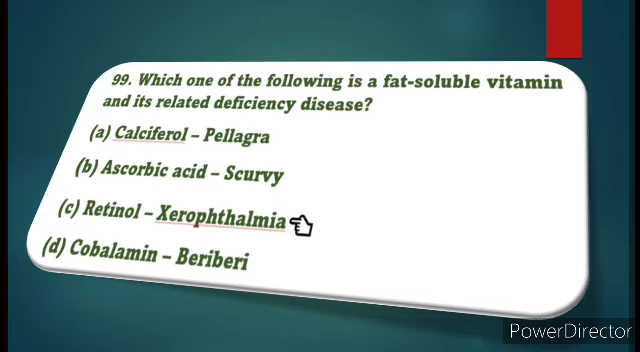 99. Which one of the following is a fat-soluble vitamin
and its related deficiency disease?
(a) Calciferol – Pellagra
(b) Ascorbic acid – Scurvy
(c) Retinol – Xerophthalmia
(d) Cobalamin – Beriberi
PowerDirector